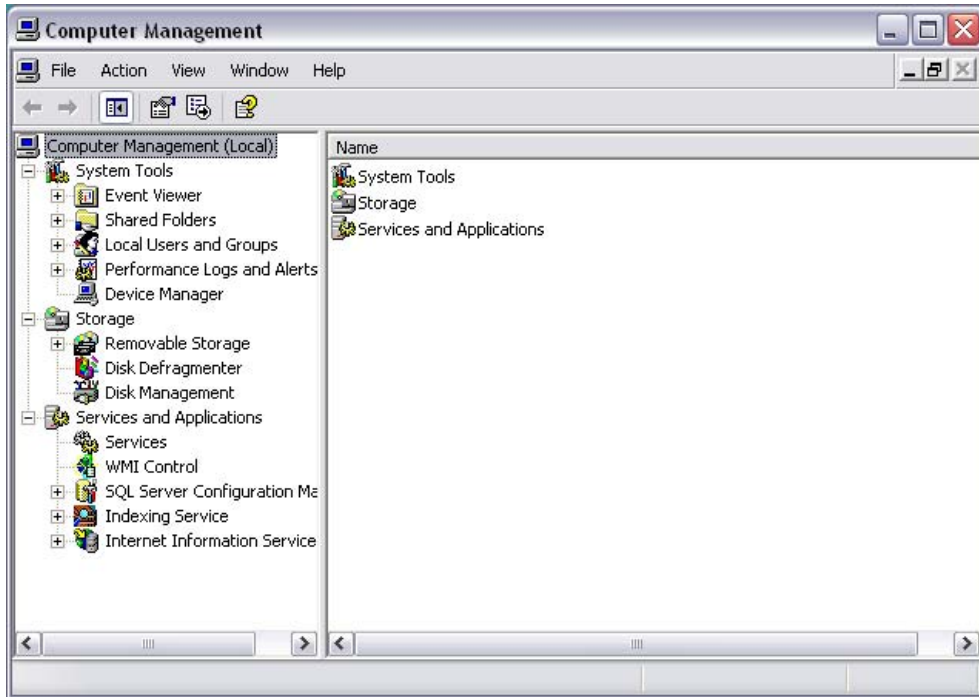 Computer Management
File Action View Window Help
Computer Management (Local)
System Tools
Event Viewer
Shared Folders
Local Users and Groups
Performance Logs and Alerts
Device Manager
Storage
Removable Storage
Disk Defragmenter
Disk Management
Services and Applications
Services
WMI Control
SQL Server Configuration Ma
Indexing Service
Internet Information Service
Name
System Tools
Storage
Services and Applications